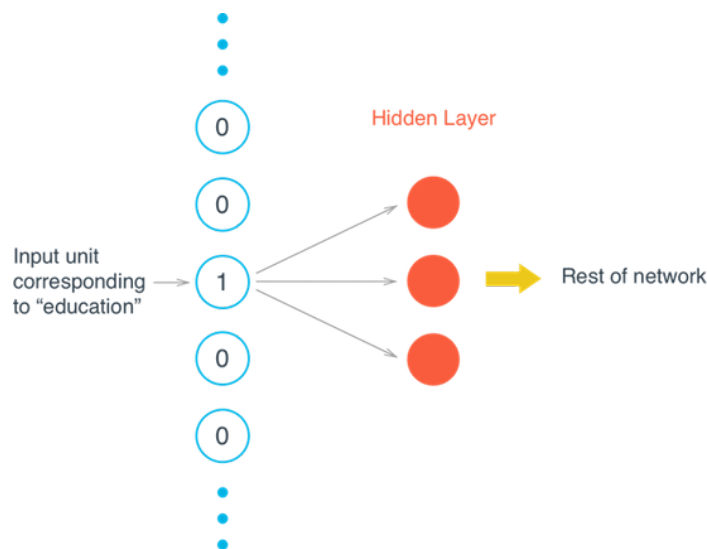 0
Hidden Layer
0
Input unit
corresponding
to “education”
1
Rest of network
0
0